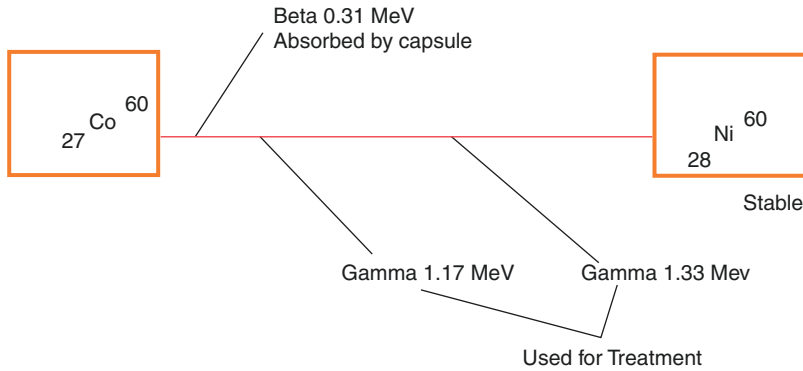 Beta 0.31 MeV
Absorbed by capsule
27 Co 60
28 Ni 60
Stable
Gamma 1.17 MeV
Gamma 1.33 Mev
Used for Treatment